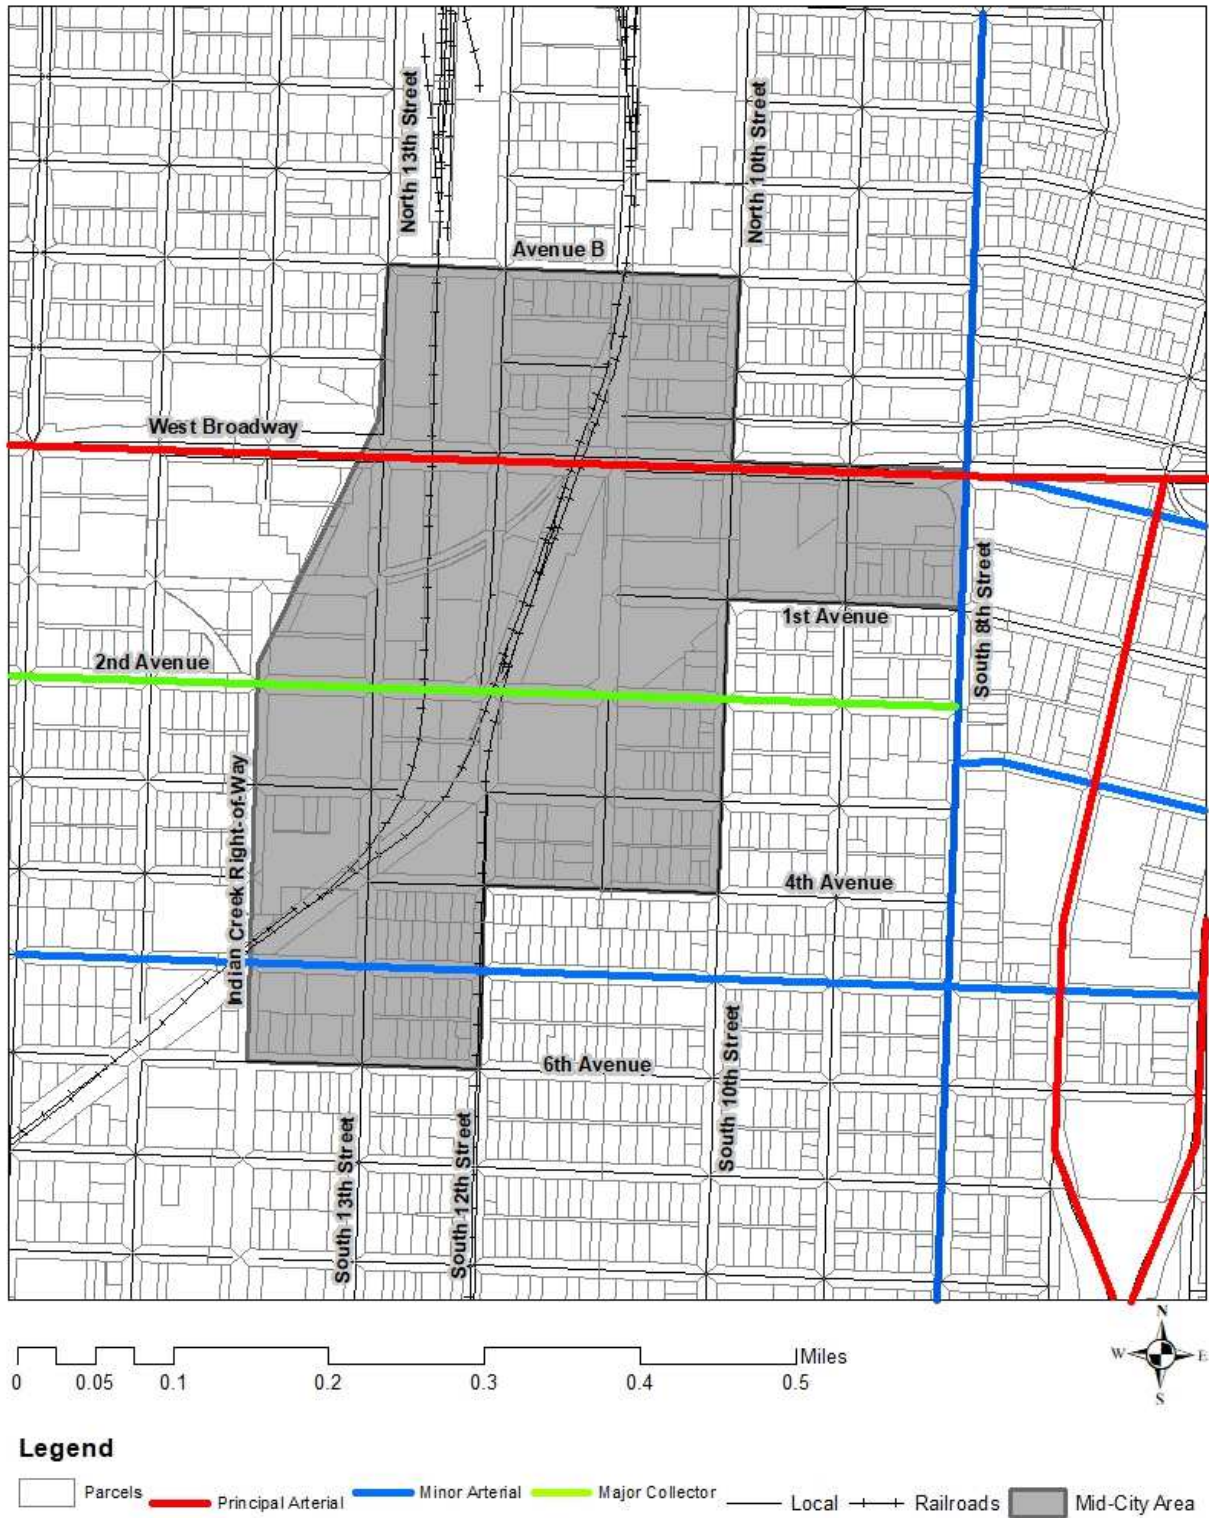 North 13th Street
North 10th Street
Avenue B
West Broadway
1st Avenue
South 8th Street
2nd Avenue
Indian Creek Right-of-Way
4th Avenue
6th Avenue
South 10th Street
South 13th Street
South 12th Street
N
W E
S
Miles
0 0.05 0.1 0.2 0.3 0.4 0.5
Legend
Parcels Principal Arterial Minor Arterial Major Collector Local Railroads Mid-City Area